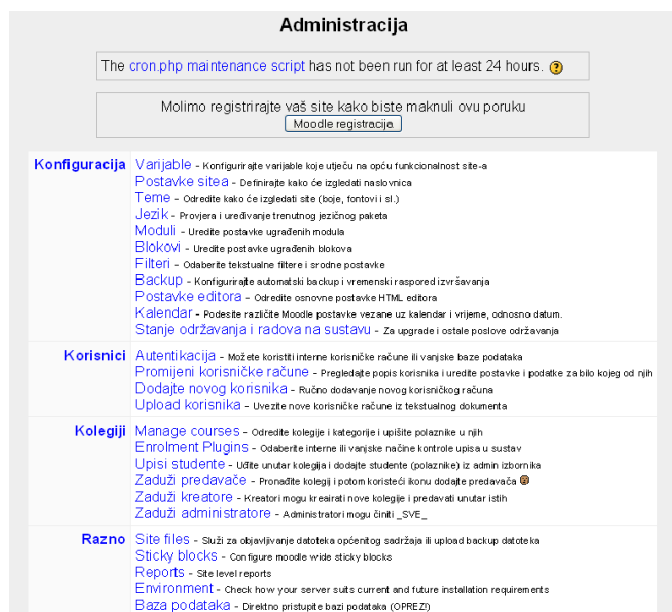 Administracija
The cron.php maintenance script has not been run for at least 24 hours.
Molimo registrirajte vaš site kako biste maknuli ovu poruku
Moodle registracija
Konfiguracija Varijable - Konfigurirajte varijable koje utječu na opću funkcionalnost site-a
Postavke sitea - Definirajte kako će izgledati naslovnica
Teme - Odredite kako će izgledati site (boje, fontovi i sl.)
Jezik - Provjera i uređivanje trenutnog jezičnog paketa
Moduli - Uredite postavke ugrađenih modula
Blokovi - Uredite postavke ugrađenih blokova
Filteri - Odaberite tekstualne filtere i srodne postavke
Backup - Konfigurirajte automatski backup i vremenski raspored izvršavanja
Postavke editora - Odredite osnovne postavke HTML editora
Kalendar - Podesite različite Moodle postavke vezane uz kalendar i vrijeme, odnosno datum.
Stanje održavanja i radova na sustavu - Za upgrade i ostale poslove održavanja
Korisnici Autentikacija - Možete koristiti interne korisničke račune ili vanjske baze podataka
Promijeni korisničke račune - Pregledajte popis korisnika i uredite postavke i podatke za bilo kojeg od njih
Dodajte novog korisnika - Ručno dodavanje novog korisničkog računa
Upload korisnika - Uvezite nove korisničke račune iz tekstualnog dokumenta
Kolegiji Manage courses - Odredite kolegije i kategorije i upišite polaznike u njih
Enrolment Plugins - Odaberite interne ili vanjske načine kontrole upisa u sustav
Upisi studente - Uđite unutar kolegija i dodajte studente (polaznike) iz admin izbornika
Zaduži predavače - Pronađite kolegij i potom koristeći ikonu dodajte predavača
Zaduži kreatore - Kreatori mogu kreairati nove kolegije i predavati unutar istih
Zaduži administratore - Administratori mogu činiti _SVE_
Razno Site files - Služi za objavljivanje datoteka općenitog sadržaja ili upload backup datoteka
Sticky blocks - Configure moodle wide sticky blocks
Reports - Site level reports
Environment - Check how your server suits current and future installation requirements
Baza podataka - Direktno pristupite bazi podataka (OPREZ!)